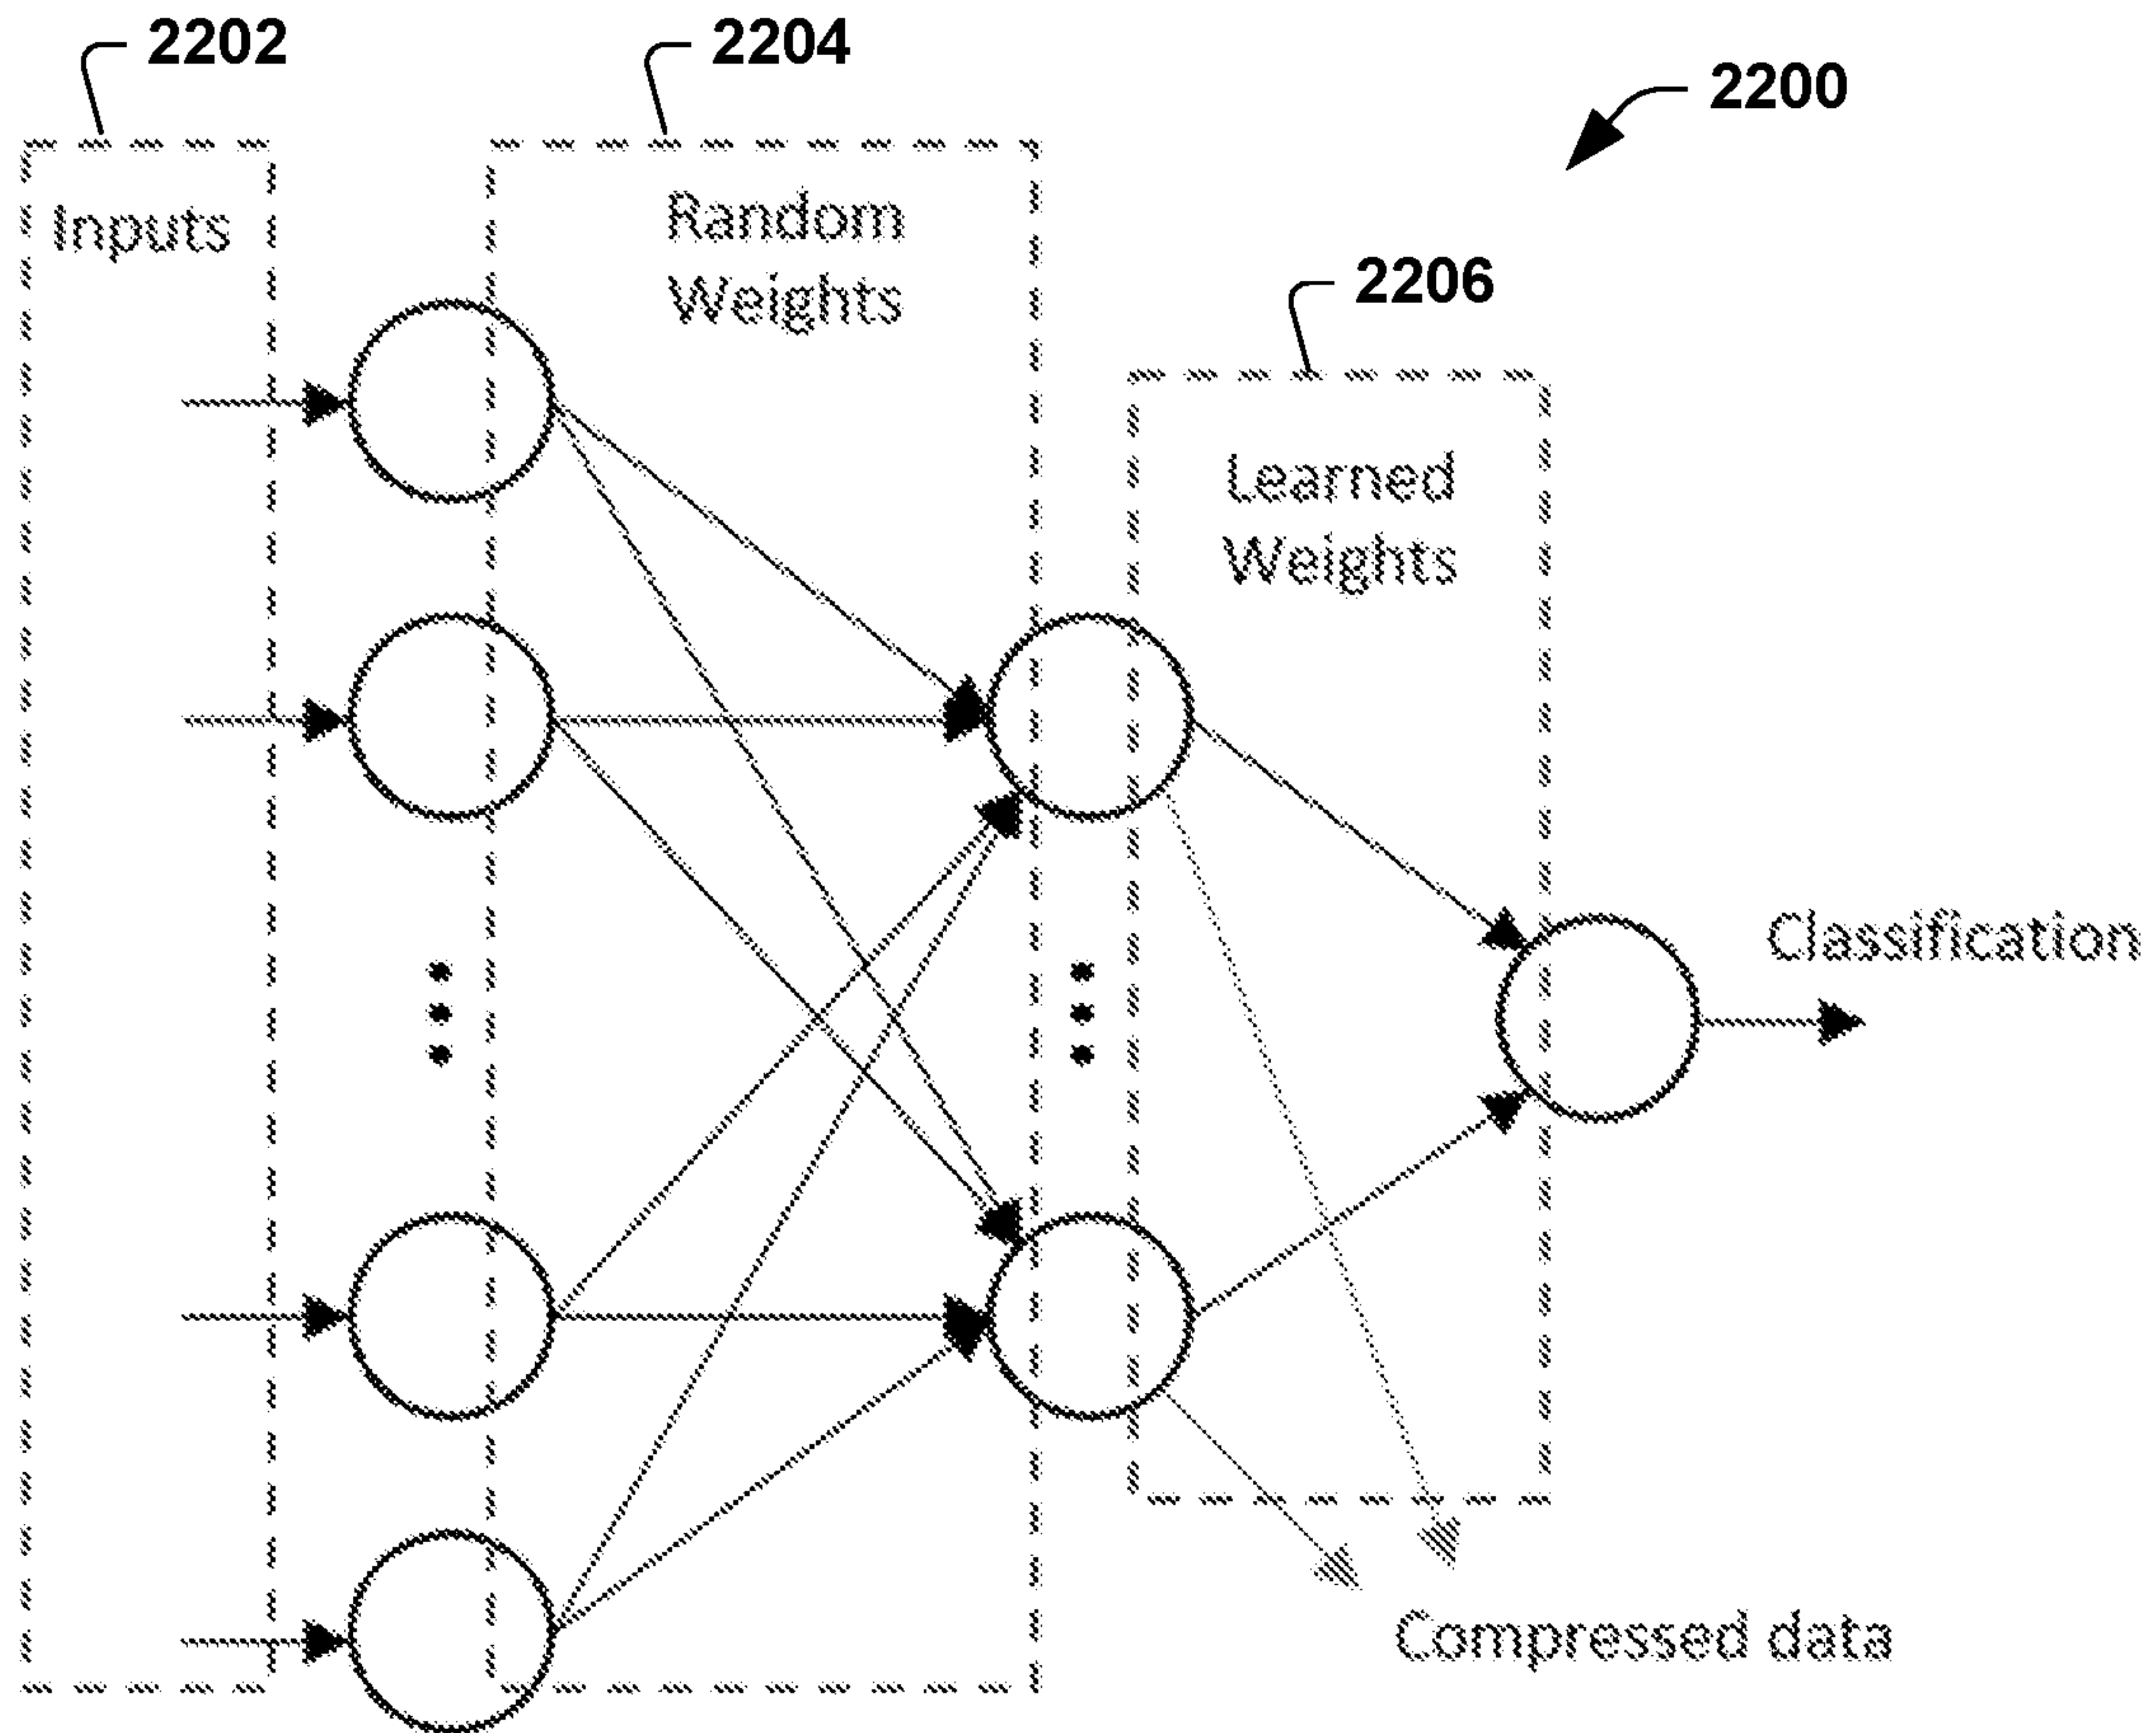 2202
2204
2200
Inputs
Random
Weights
2206
Learned
Weights
Classification
Compressed data